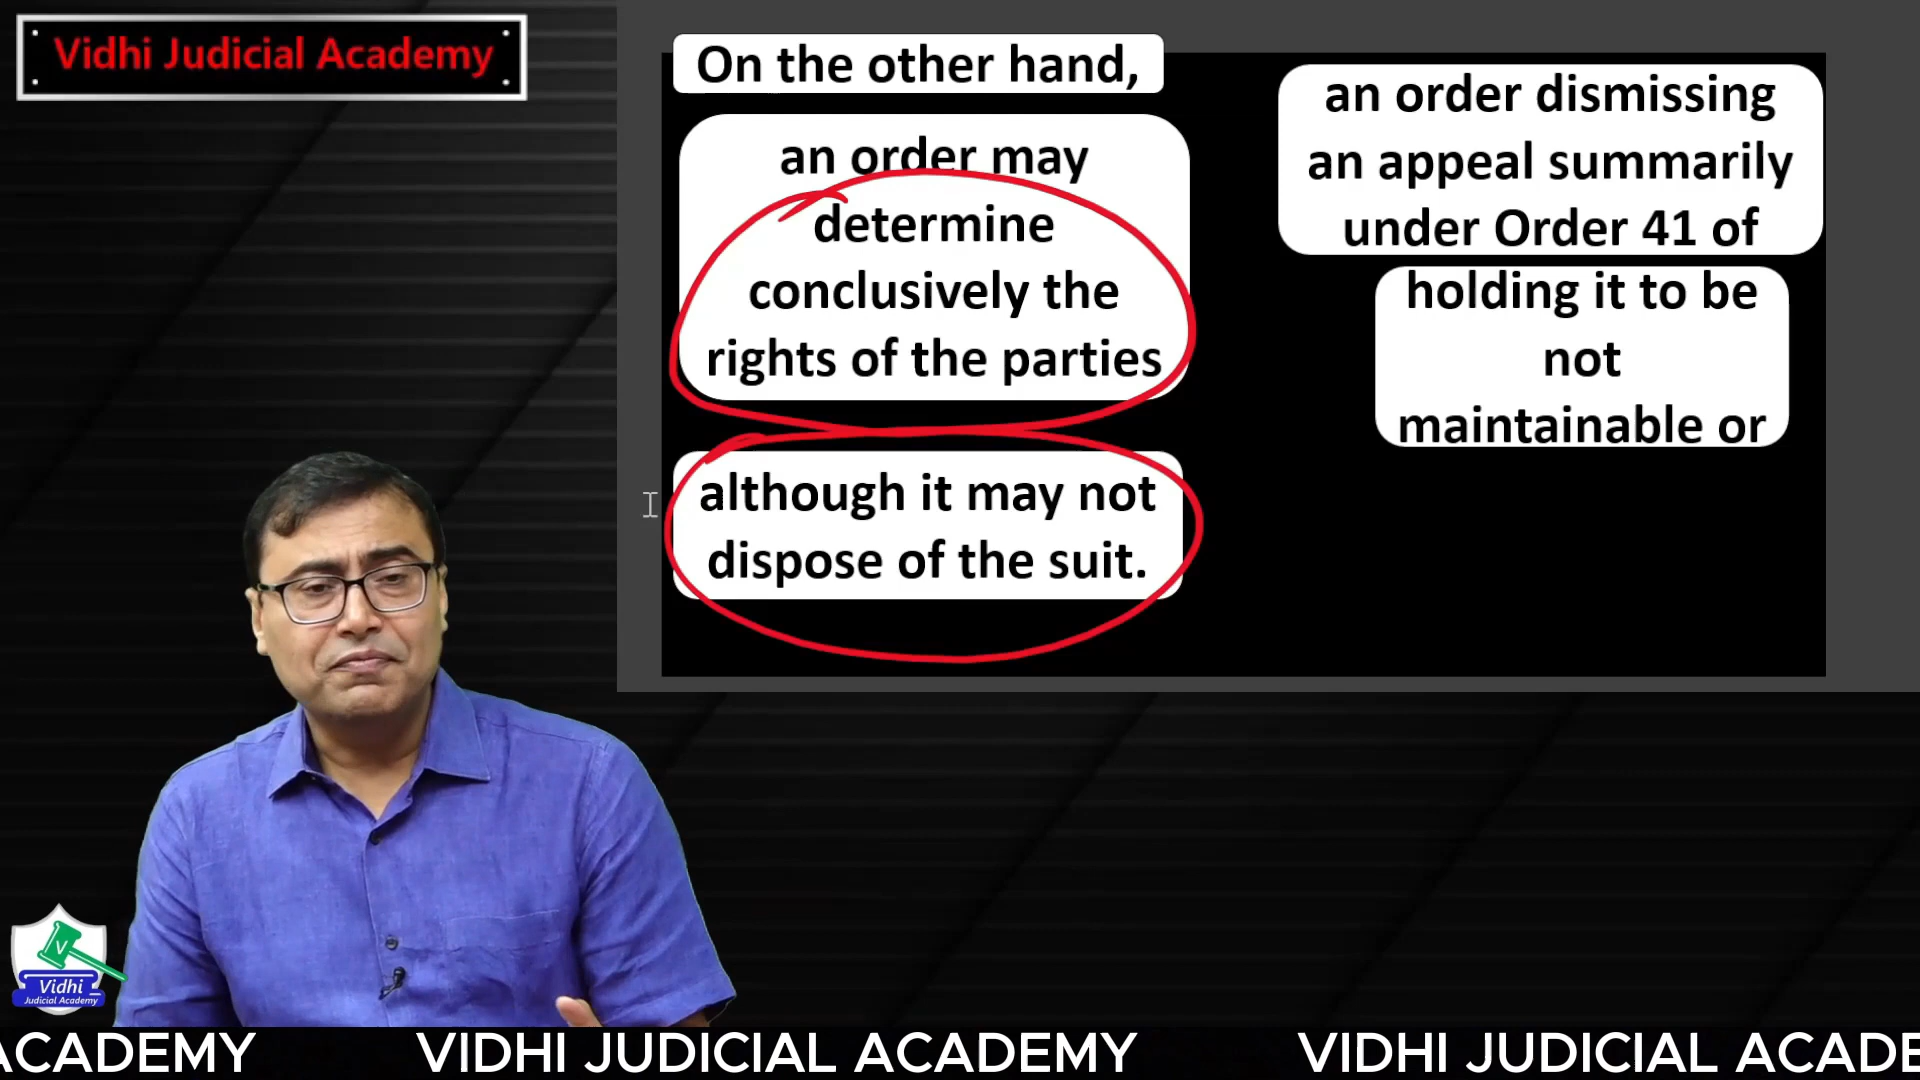 Vidhi Judicial Academy
On the other hand,
an order may
determine
conclusively the
rights of the parties
although it may not
dispose of the suit.
an order dismissing
an appeal summarily
under Order 41 of
holding it to be
not
maintainable or
V
Vidhi
Judicial Academy
ACADEMY VIDHI JUDICIAL ACADEMY VIDHI JUDICIAL ACADE